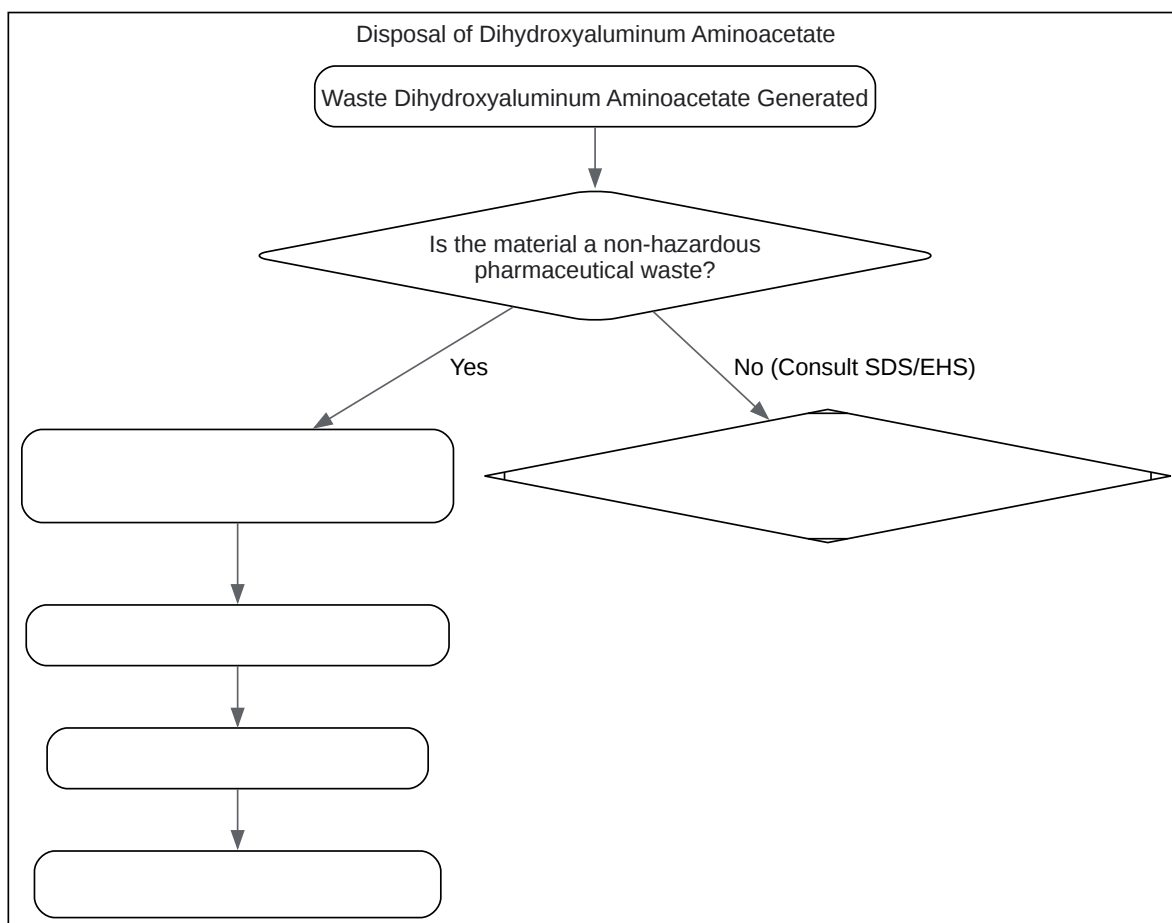 Disposal of Dihydroxyaluminum Aminoacetate
Waste Dihydroxyaluminum Aminoacetate Generated
Is the material a non-hazardous
pharmaceutical waste?
Yes
No (Consult SDS/EHS)